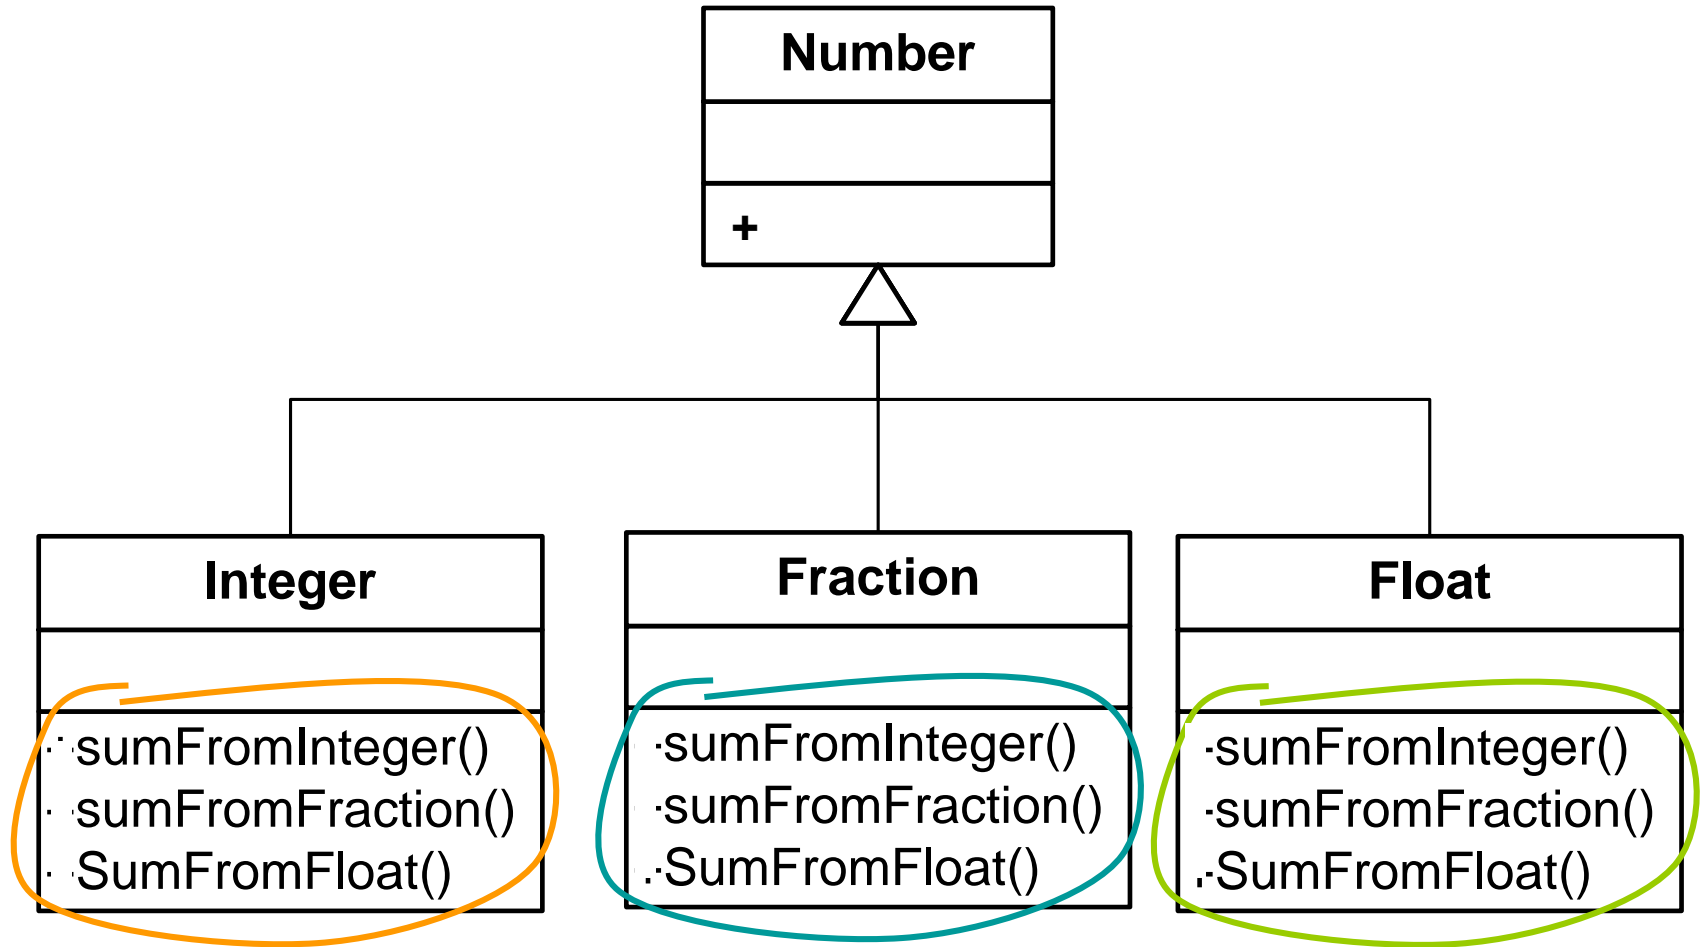 Number
+
Integer
sumFromInteger()
sumFromFraction()
SumFromFloat()
Fraction
-sumFromInteger()
-sumFromFraction()
-SumFromFloat()
Float
-sumFromInteger()
-sumFromFraction()
-SumFromFloat()